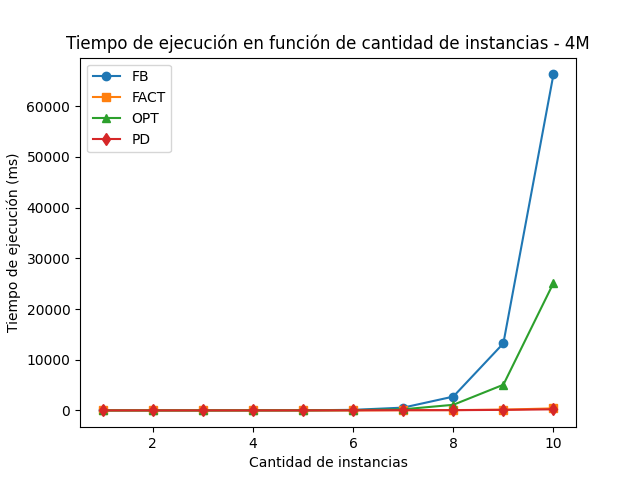 Tiempo de ejecución en función de cantidad de instancias - 4M
FB
FACT
OPT
PD
Tiempo de ejecución (ms)
60000
50000
40000
30000
20000
10000
0
2 4 6 8 10
Cantidad de instancias